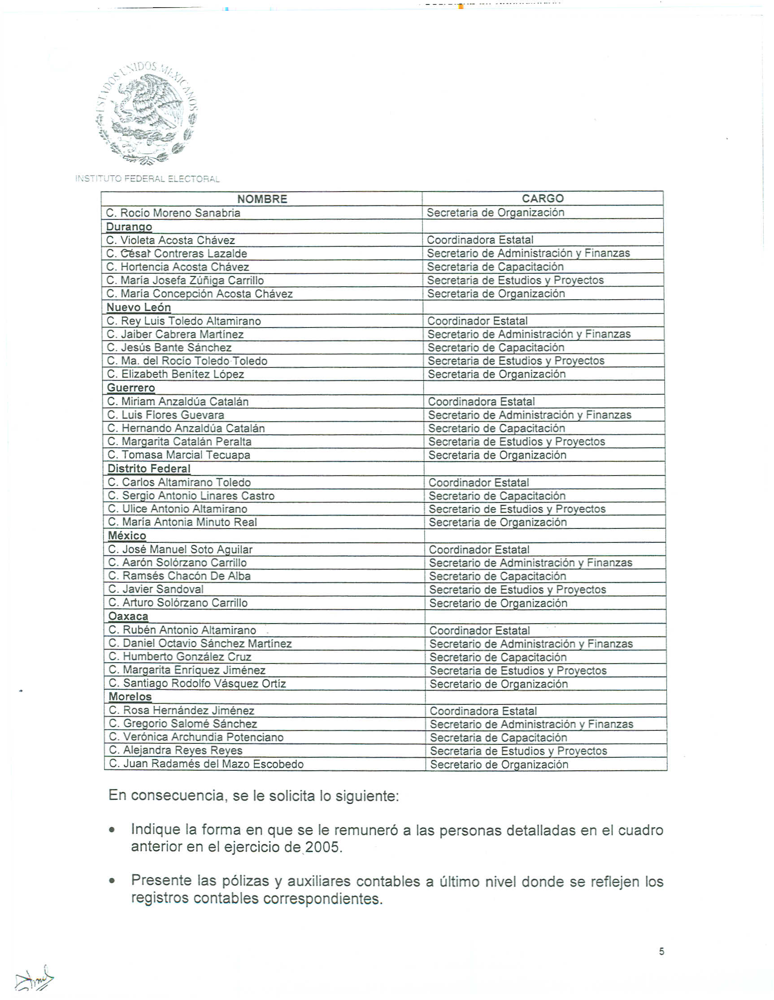 ESTADOS UNIDOS MEXICANOS
INSTITUTO FEDERAL ELECTORAL
NOMBRE CARGO
C. Rocío Moreno Sanabria Secretaria de Organización
Durango
C. Violeta Acosta Chávez Coordinadora Estatal
C. César Contreras Lazalde Secretario de Administración y Finanzas
C. Hortencia Acosta Chávez Secretaria de Capacitación
C. María Josefa Zúñiga Carrillo Secretaria de Estudios y Proyectos
C. María Concepción Acosta Chávez Secretaria de Organización
Nuevo León
C. Rey Luis Toledo Altamirano Coordinador Estatal
C. Jaiber Cabrera Martínez Secretario de Administración y Finanzas
C. Jesús Bante Sánchez Secretario de Capacitación
C. Ma. del Rocío Toledo Toledo Secretaria de Estudios y Proyectos
C. Elizabeth Benítez López Secretaria de Organización
Guerrero
C. Miriam Anzaldúa Catalán Coordinadora Estatal
C. Luis Flores Guevara Secretario de Administración y Finanzas
C. Hernando Anzaldúa Catalán Secretario de Capacitación
C. Margarita Catalán Peralta Secretaria de Estudios y Proyectos
C. Tomasa Marcial Tecuapa Secretaria de Organización
Distrito Federal
C. Carlos Altamirano Toledo Coordinador Estatal
C. Sergio Antonio Linares Castro Secretario de Capacitación
C. Ulice Antonio Altamirano Secretario de Estudios y Proyectos
C. María Antonia Minuto Real Secretaria de Organización
México
C. José Manuel Soto Aguilar Coordinador Estatal
C. Aarón Solórzano Carrillo Secretario de Administración y Finanzas
C. Ramsés Chacón De Alba Secretario de Capacitación
C. Javier Sandoval Secretario de Estudios y Proyectos
C. Arturo Solórzano Carrillo Secretario de Organización
Oaxaca
C. Rubén Antonio Altamirano Coordinador Estatal
C. Daniel Octavio Sánchez Martínez Secretario de Administración y Finanzas
C. Humberto González Cruz Secretario de Capacitación
C. Margarita Enríquez Jiménez Secretaria de Estudios y Proyectos
C. Santiago Rodolfo Vásquez Ortíz Secretario de Organización
Morelos
C. Rosa Hernández Jiménez Coordinadora Estatal
C. Gregorio Salomé Sánchez Secretario de Administración y Finanzas
C. Verónica Archundia Potenciano Secretaria de Capacitación
C. Alejandra Reyes Reyes Secretaria de Estudios y Proyectos
C. Juan Radamés del Mazo Escobedo Secretario de Organización
En consecuencia, se le solicita lo siguiente:
• Indique la forma en que se le remuneró a las personas detalladas en el cuadro
anterior en el ejercicio de 2005.
• Presente las pólizas y auxiliares contables a último nivel donde se reflejen los
registros contables correspondientes.
5